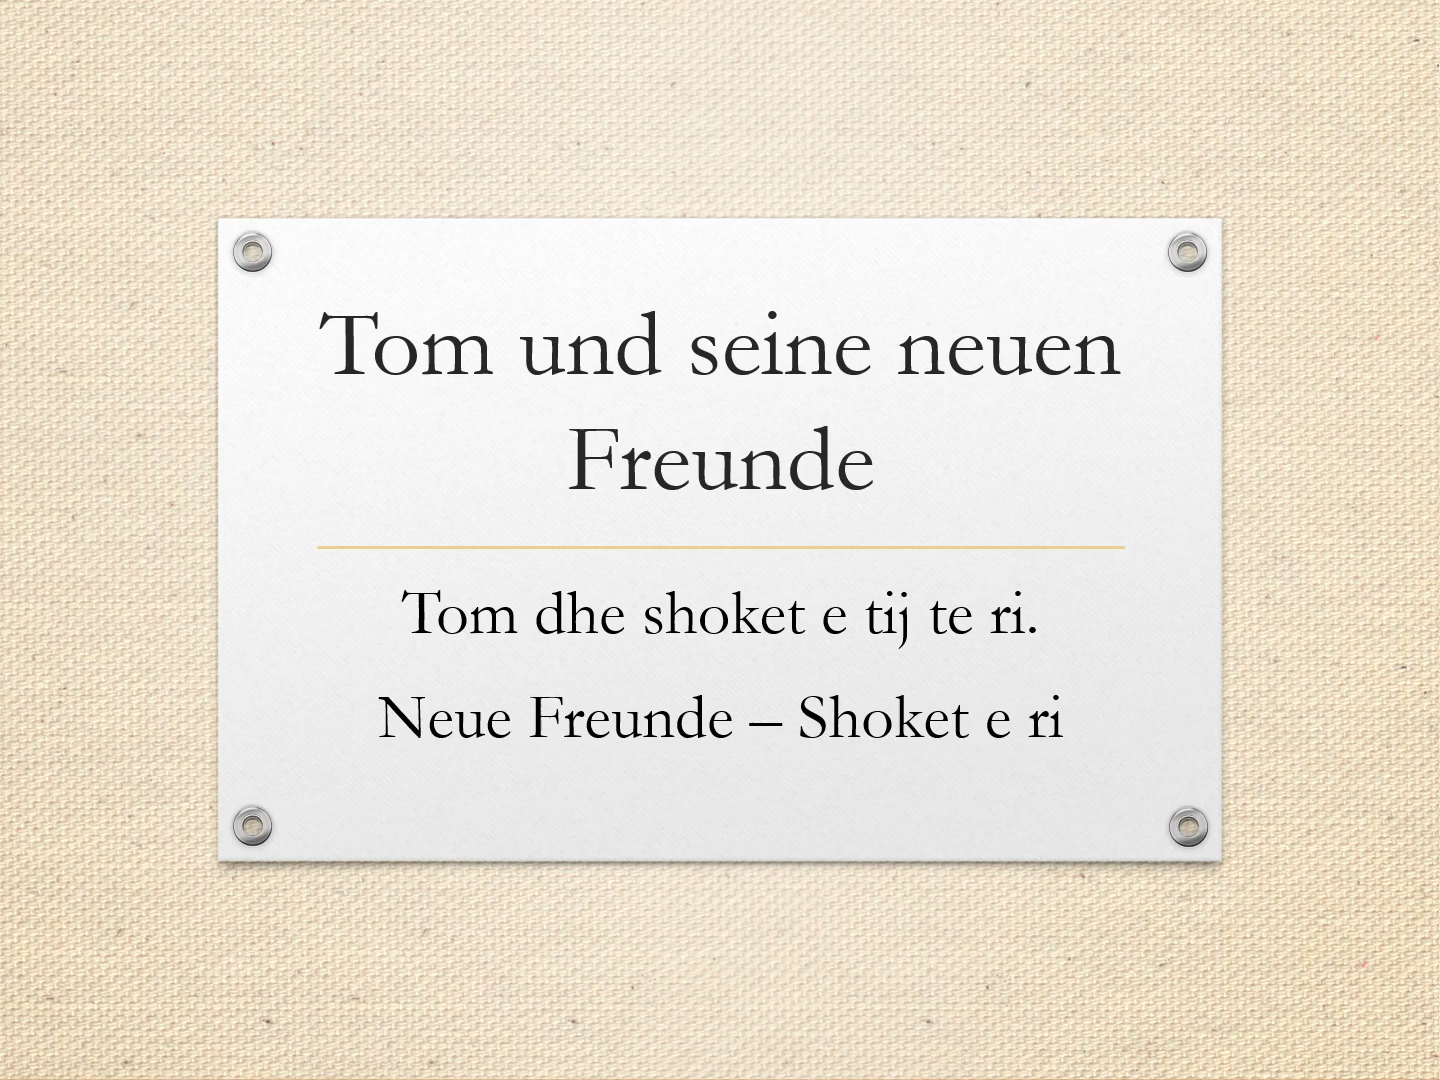 Tom und seine neuen
Freunde
Tom dhe shoket e tij te ri.
Neue Freunde – Shoket e ri